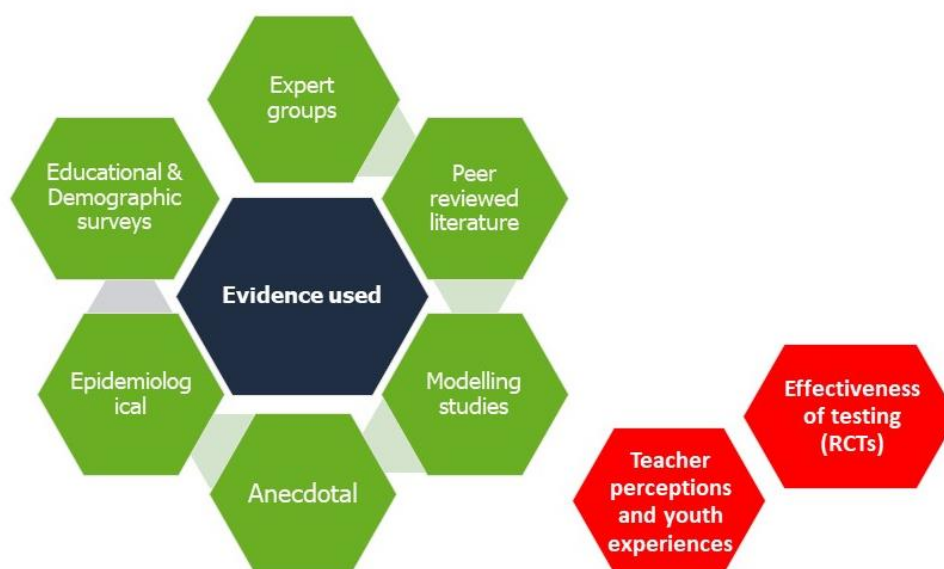 Expert
groups
Educational &
Demographic
surveys
Peer
reviewed
literature
Evidence used
Epidemiolog
ical
Modelling
studies
Anecdotal
Effectiveness
of testing
(RCTs)
Teacher
perceptions
and youth
experiences